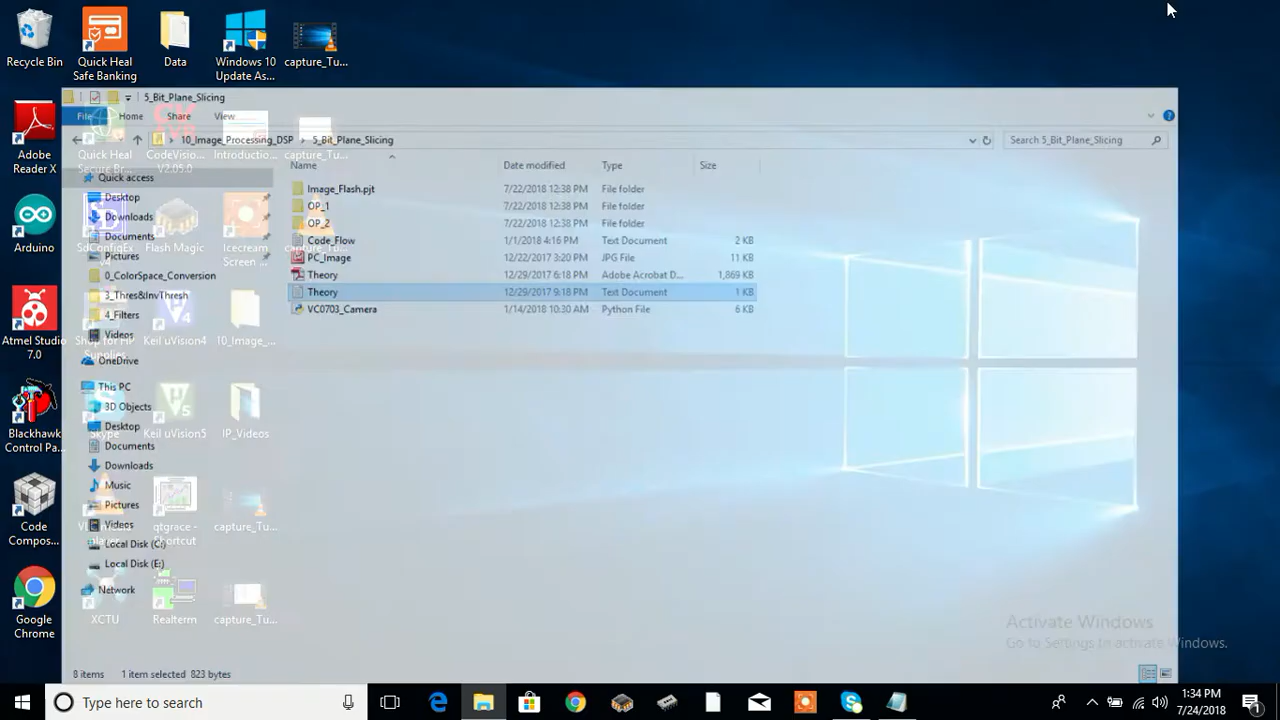 Recycle Bin
Quick Heal
Safe Banking
Data
Windows 10
Update As...
capture_Tu...
5_Bit_Plane_Slicing
File
Home
Share
View
10_Image_Processing_DSP
5_Bit_Plane_Slicing
Search 5_Bit_Plane_Slicing
Adobe
Reader X
Quick Heal
Secure Br...
CodeVision
V2.05.0
Introductio...
capture_Tu...
Name
Date modified
Type
Size
Quick access
Desktop
Downloads
Documents
Pictures
0_ColorSpace_Conversion
3_Thres&InvThresh
4_Filters
Videos
OneDrive
This PC
3D Objects
Desktop
Documents
Downloads
Music
Pictures
Videos
Local Disk (C:)
Local Disk (E:)
Network
Image_Flash.pjt 7/22/2018 12:38 PM File folder
OP_1 7/22/2018 12:38 PM File folder
OP_2 7/22/2018 12:38 PM File folder
Code_Flow 1/1/2018 4:16 PM Text Document 2 KB
PC_Image 12/22/2017 3:20 PM JPG File 11 KB
Theory 12/29/2017 6:18 PM Adobe Acrobat D... 1,869 KB
Theory 12/29/2017 9:18 PM Text Document 1 KB
VC0703_Camera 1/14/2018 10:30 AM Python File 6 KB
Arduino
SdConfigEx
v4
Flash Magic
Icecream
Screen ...
Atmel Studio
7.0
Shop for HP
Supplies
Keil uVision4
10_Image_...
Blackhawk
Control Pa...
Skype
Keil uVision5
IP_Videos
Code
Compos...
player
qtgrace -
Shortcut
capture_Tu...
Google
Chrome
XCTU
Realterm
capture_Tu...
Activate Windows
Go to Settings to activate Windows.
8 items
1 item selected 823 bytes
Type here to search
1:34 PM
7/24/2018